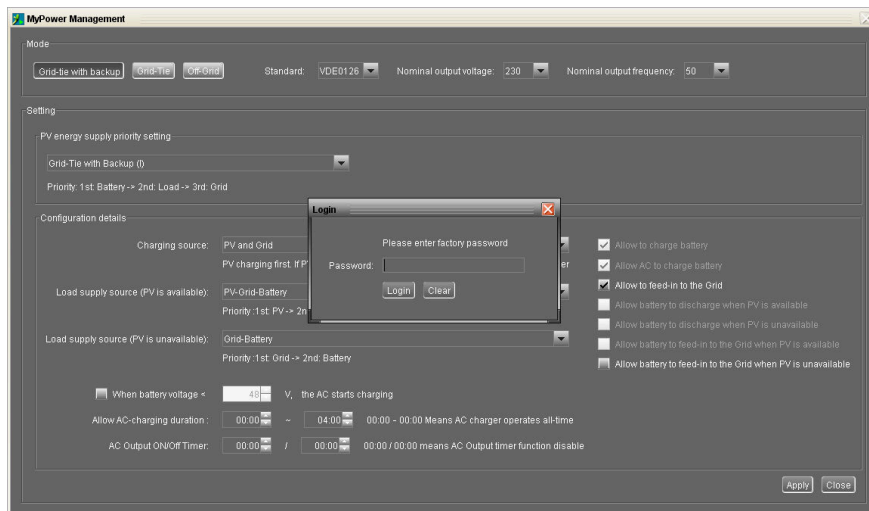 MyPower Management
Mode
Grid-tie with backup Grid-Tie Off-Grid Standard: VDE0126 Nominal output voltage: 230 Nominal output frequency: 50
Setting
PV energy supply priority setting
Grid-Tie with Backup (I)
Priority: 1st: Battery -> 2nd: Load -> 3rd: Grid
Configuration details
Login
Please enter factory password
Password:
Login Clear
Charging source: PV and Grid
PV charging first. If P
er
Load supply source (PV is available): PV-Grid-Battery
Priority :1st: PV -> 2n
Load supply source (PV is unavailable): Grid-Battery
Priority :1st: Grid -> 2nd: Battery
Allow to charge battery
Allow AC to charge battery
Allow to feed-in to the Grid
Allow battery to discharge when PV is available
Allow battery to discharge when PV is unavailable
Allow battery to feed-in to the Grid when PV is available
Allow battery to feed-in to the Grid when PV is unavailable
When battery voltage < 48 V, the AC starts charging
Allow AC-charging duration : 00:00 ~ 04:00 00:00 - 00:00 Means AC charger operates all-time
AC Output ON/Off Timer: 00:00 / 00:00 00:00 / 00:00 means AC Output timer function disable
Apply Close